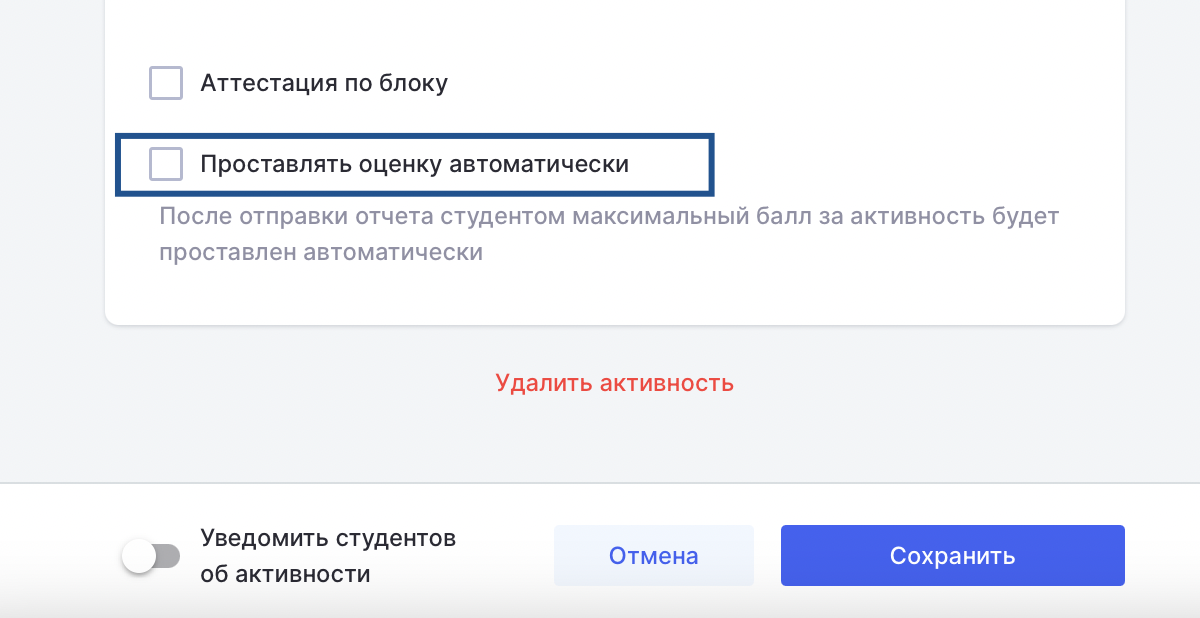 Аттестация по блоку
Проставлять оценку автоматически
После отправки отчета студентом максимальный балл за активность будет
проставлен автоматически
Удалить активность
Уведомить студентов
об активности
Отмена
Сохранить